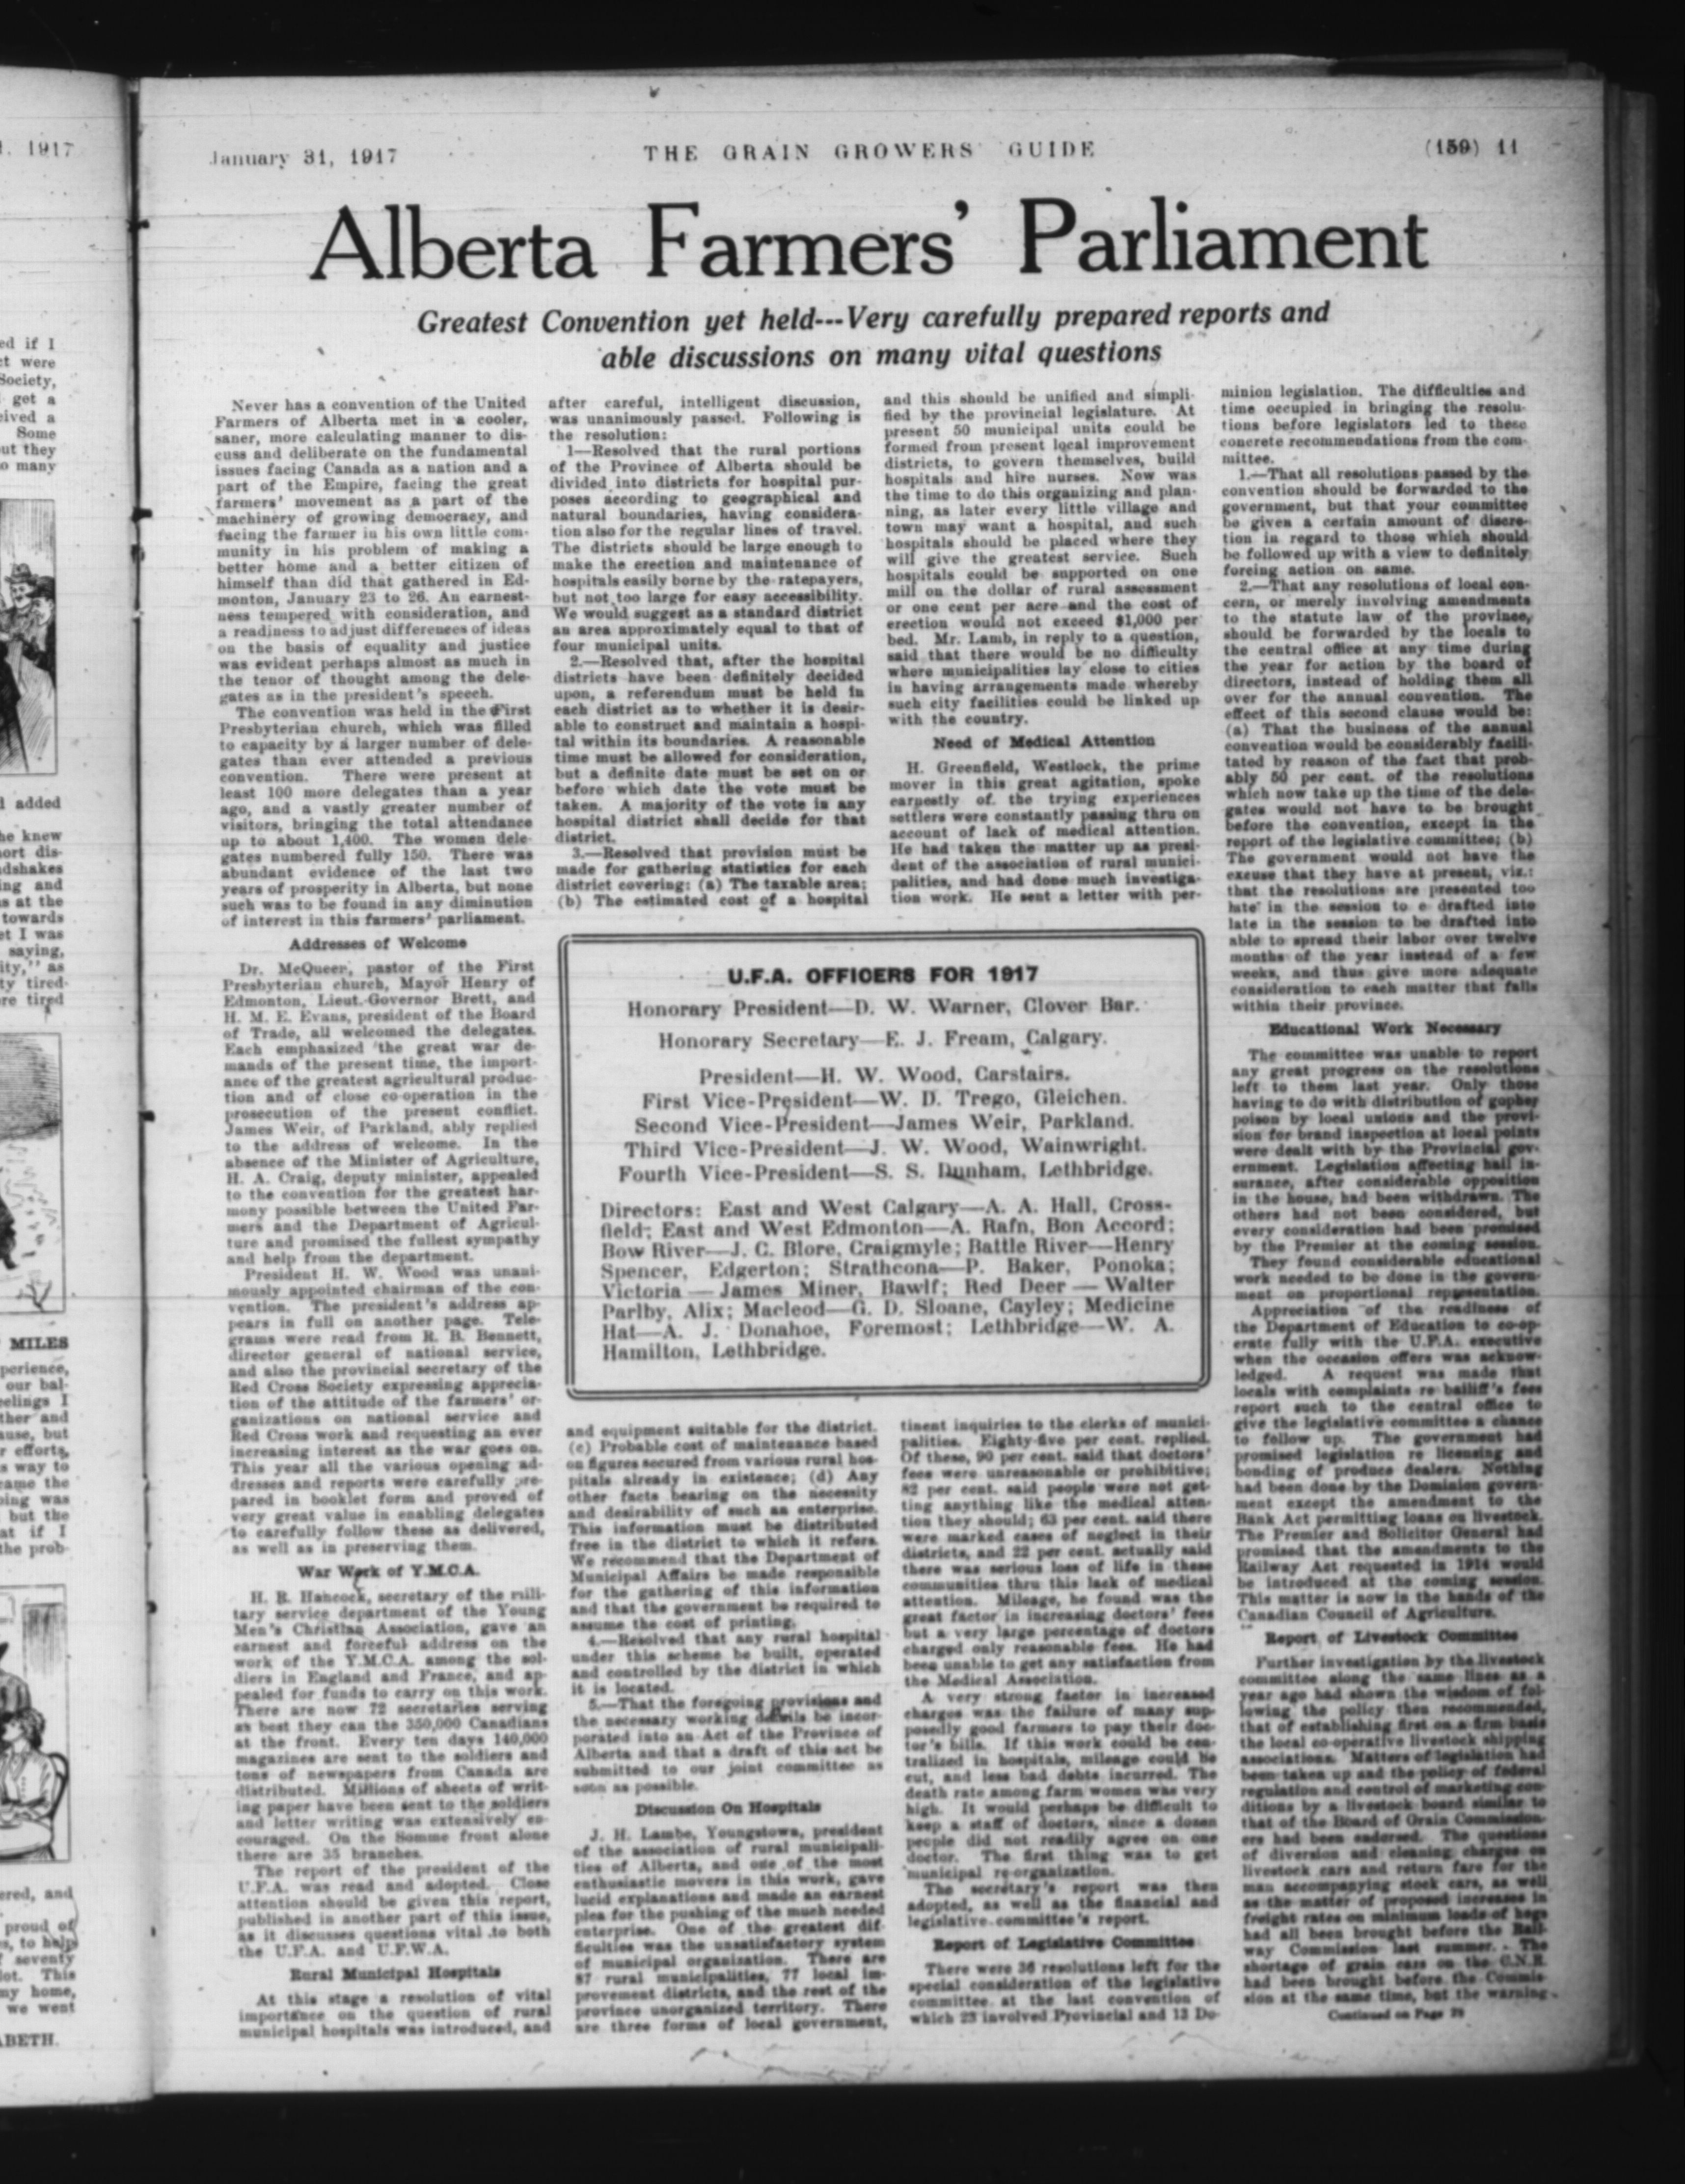 1. 1917
ed if I
ct were
Society,
get a
eived a
Some
out they
o many
d added
he knew
ort dis-
dshakes
ing and
s at the
towards
et I was
saying,
ity," as
ty tired-
re tired
MILES
perience,
our bal-
eelings I
ther and
ause, but
r efforts,
s way to
came the
oing was
but the
at if I
the prob-
ered, and
proud of
s, to help
f seventy
lot. This
ny home,
we went
ABETH.
January 31, 1917
THE GRAIN GROWERS' GUIDE
(159) 11
Alberta Farmers' Parliament
Greatest Convention yet held---Very carefully prepared reports and
able discussions on many vital questions
Never has a convention of the United
Farmers of Alberta met in a cooler,
saner, more calculating manner to dis-
cuss and deliberate on the fundamental
issues facing Canada as a nation and a
part of the Empire, facing the great
farmers' movement as a part of the
machinery of growing democracy, and
facing the farmer in his own little com-
munity in his problem of making a
better home and a better citizen of
himself than did that gathered in Ed-
monton, January 23 to 26. An earnest-
ness tempered with consideration, and
a readiness to adjust differences of ideas
on the basis of equality and justice
was evident perhaps almost as much in
the tenor of thought among the dele-
gates as in the president's speech.
The convention was held in the First
Presbyterian church, which was filled
to capacity by a larger number of dele-
gates than ever attended a previous
convention. There were present at
least 100 more delegates than a year
ago, and a vastly greater number of
visitors, bringing the total attendance
up to about 1,400. The women dele-
gates numbered fully 150. There was
abundant evidence of the last two
years of prosperity in Alberta, but none
such was to be found in any diminution
of interest in this farmers' parliament.
Addresses of Welcome
Dr. McQueer, pastor of the First
Presbyterian church, Mayor Henry of
Edmonton, Lieut.-Governor Brett, and
H. M. E. Evans, president of the Board
of Trade, all welcomed the delegates.
Each emphasized the great war de-
mands of the present time, the import-
ance of the greatest agricultural produc-
tion and of close co-operation in the
prosecution of the present conflict.
James Weir, of Parkland, ably replied
to the address of welcome. In the
absence of the Minister of Agriculture,
H. A. Craig, deputy minister, appealed
to the convention for the greatest har-
mony possible between the United Far-
mers and the Department of Agricul-
ture and promised the fullest sympathy
and help from the department.
President H. W. Wood was unani-
mously appointed chairman of the con-
vention. The president's address ap-
pears in full on another page. Tele-
grams were read from R. B. Bennett,
director general of national service,
and also the provincial secretary of the
Red Cross Society expressing apprecia-
tion of the attitude of the farmers' or-
ganizations on national service and
Red Cross work and requesting an ever
increasing interest as the war goes on.
This year all the various opening ad-
dresses and reports were carefully pre-
pared in booklet form and proved of
very great value in enabling delegates
to carefully follow these as delivered,
as well as in preserving them.
War Work of Y.M.C.A.
H. B. Hancock, secretary of the mili-
tary service department of the Young
Men's Christian Association, gave an
earnest and forceful address on the
work of the Y.M.C.A. among the sol-
diers in England and France, and ap-
pealed for funds to carry on this work.
There are now 72 secretaries serving
as best they can the 350,000 Canadians
at the front. Every ten days 140,000
magazines are sent to the soldiers and
tons of newspapers from Canada are
distributed. Millions of sheets of writ-
ing paper have been sent to the soldiers
and letter writing was extensively en-
couraged. On the Somme front alone
there are 35 branches.
The report of the president of the
U.F.A. was read and adopted. Close
attention should be given this report,
published in another part of this issue,
as it discusses questions vital to both
the U.F.A. and U.F.W.A.
Rural Municipal Hospitals
At this stage a resolution of vital
importance on the question of rural
municipal hospitals was introduced, and
after careful, intelligent discussion,
was unanimously passed. Following is
the resolution:
1—Resolved that the rural portions
of the Province of Alberta should be
divided into districts for hospital pur-
poses according to geographical and
natural boundaries, having considera-
tion also for the regular lines of travel.
The districts should be large enough to
make the erection and maintenance of
hospitals easily borne by the ratepayers,
but not too large for easy accessibility.
We would suggest as a standard district
an area approximately equal to that of
four municipal units.
2.—Resolved that, after the hospital
districts have been definitely decided
upon, a referendum must be held in
each district as to whether it is desir-
able to construct and maintain a hospi-
tal within its boundaries. A reasonable
time must be allowed for consideration,
but a definite date must be set on or
before which date the vote must be
taken. A majority of the vote is any
hospital district shall decide for that
district.
3.—Resolved that provision must be
made for gathering statistics for each
district covering: (a) The taxable area;
(b) The estimated cost of a hospital
and equipment suitable for the district.
(c) Probable cost of maintenance based
on figures secured from various rural hos-
pitals already in existence; (d) Any
other facts bearing on the necessity
and desirability of such an enterprise.
This information must be distributed
free in the district to which it refers.
We recommend that the Department of
Municipal Affairs be made responsible
for the gathering of this information
and that the government be required to
assume the cost of printing.
4.—Resolved that any rural hospital
under this scheme be built, operated
and controlled by the district in which
it is located.
5.—That the foregoing provisions and
the necessary working details be incor-
porated into an Act of the Province of
Alberta and that a draft of this act be
submitted to our joint committee as
soon as possible.
Discussion On Hospitals
J. H. Lambe, Youngstown, president
of the association of rural municipali-
ties of Alberta, and one of the most
enthusiastic movers in this work, gave
lucid explanations and made an earnest
plea for the pushing of the much needed
enterprise. One of the greatest dif-
ficulties was the unsatisfactory system
of municipal organization. There are
87 rural municipalities, 77 local im-
provement districts, and the rest of the
province unorganized territory. There
are three forms of local government,
and this should be unified and simpli-
fied by the provincial legislature. At
present 50 municipal units could be
formed from present local improvement
districts, to govern themselves, build
hospitals and hire nurses. Now was
the time to do this organizing and plan-
ning, as later every little village and
town may want a hospital, and such
hospitals should be placed where they
will give the greatest service. Such
hospitals could be supported on one
mill on the dollar of rural assessment
or one cent per acre and the cost of
erection would not exceed $1,000 per
bed. Mr. Lamb, in reply to a question,
said that there would be no difficulty
where municipalities lay close to cities
in having arrangements made whereby
such city facilities could be linked up
with the country.
Need of Medical Attention
H. Greenfield, Westlock, the prime
mover in this great agitation, spoke
earnestly of the trying experiences
settlers were constantly passing thru on
account of lack of medical attention.
He had taken the matter up as presi-
dent of the association of rural munici-
palities, and had done much investiga-
tion work. He sent a letter with per-
tinent inquiries to the clerks of munici-
palities. Eighty-five per cent. replied.
Of these, 90 per cent. said that doctors'
fees were unreasonable or prohibitive;
82 per cent. said people were not get-
ting anything like the medical atten-
tion they should; 63 per cent. said there
were marked cases of neglect in their
districts, and 22 per cent. actually said
there was serious loss of life in these
communities thru this lack of medical
attention. Mileage, he found was the
great factor in increasing doctors' fees
but a very large percentage of doctors
charged only reasonable fees. He had
been unable to get any satisfaction from
the Medical Association.
A very strong factor in increased
charges was the failure of many sup-
posedly good farmers to pay their doc-
tor's bills. If this work could be cen-
tralized in hospitals, mileage could be
cut, and less bad debts incurred. The
death rate among farm women was very
high. It would perhaps be difficult to
keep a staff of doctors, since a dozen
people did not readily agree on one
doctor. The first thing was to get
municipal re-organization.
The secretary's report was then
adopted, as well as the financial and
legislative committee's report.
Report of Legislative Committee
There were 36 resolutions left for the
special consideration of the legislative
committee at the last convention of
which 23 involved Provincial and 13 Do-
minion legislation. The difficulties and
time occupied in bringing the resolu-
tions before legislators led to these
concrete recommendations from the com-
mittee.
1.—That all resolutions passed by the
convention should be forwarded to the
government, but that your committee
be given a certain amount of discre-
tion in regard to those which should
be followed up with a view to definitely
forcing action on same.
2.—That any resolutions of local con-
cern, or merely involving amendments
to the statute law of the province,
should be forwarded by the locals to
the central office at any time during
the year for action by the board of
directors, instead of holding them all
over for the annual convention. The
effect of this second clause would be:
(a) That the business of the annual
convention would be considerably facili-
tated by reason of the fact that prob-
ably 50 per cent. of the resolutions
which now take up the time of the dele-
gates would not have to be brought
before the convention, except in the
report of the legislative committee; (b)
The government would not have the
excuse that they have at present, viz.:
that the resolutions are presented too
late in the session to e drafted into
late in the session to be drafted into
able to spread their labor over twelve
months of the year instead of a few
weeks, and thus give more adequate
consideration to each matter that falls
within their province.
Educational Work Necessary
The committee was unable to report
any great progress on the resolutions
left to them last year. Only those
having to do with distribution of gopher
poison by local unions and the provi-
sion for brand inspection at local points
were dealt with by the Provincial gov-
ernment. Legislation affecting hail in-
surance, after considerable opposition
in the house, had been withdrawn. The
others had not been considered, but
every consideration had been promised
by the Premier at the coming session.
They found considerable educational
work needed to be done in the govern-
ment on proportional representation.
Appreciation of the readiness of
the Department of Education to co-op-
erate fully with the U.F.A. executive
when the occasion offers was acknow-
ledged. A request was made that
locals with complaints re bailiff's fees
report such to the central office to
give the legislative committee a chance
to follow up. The government had
promised legislation re licensing and
bonding of produce dealers. Nothing
had been done by the Dominion govern-
ment except the amendment to the
Bank Act permitting loans on livestock.
The Premier and Solicitor General had
promised that the amendments to the
Railway Act requested in 1914 would
be introduced at the coming session.
This matter is now in the hands of the
Canadian Council of Agriculture.
Report of Livestock Committee
Further investigation by the livestock
committee along the same lines as a
year ago had shown the wisdom of fol-
lowing the policy then recommended,
that of establishing first on a firm basis
the local co-operative livestock shipping
associations. Matters of legislation had
been taken up and the policy of federal
regulation and control of marketing con-
ditions by a livestock board similar to
that of the Board of Grain Commission-
ers had been endorsed. The questions
of diversion and cleaning charges on
livestock cars and return fare for the
man accompanying stock cars, as well
as the matter of proposed increases in
freight rates on minimum loads of hogs
had all been brought before the Rail-
way Commission last summer. The
shortage of grain cars on the C.N.R.
had been brought before the Commis-
sion at the same time, but the warning
Continued on Page 28
U.F.A. OFFICERS FOR 1917
Honorary President—D. W. Warner, Clover Bar.
Honorary Secretary—E. J. Fream, Calgary.
President—H. W. Wood, Carstairs.
First Vice-President—W. D. Trego, Gleichen.
Second Vice-President—James Weir, Parkland.
Third Vice-President—J. W. Wood, Wainwright.
Fourth Vice-President—S. S. Dunham, Lethbridge.
Directors: East and West Calgary—A. A. Hall, Cross-
field; East and West Edmonton—A. Rafn, Bon Accord;
Bow River—J. C. Blore, Craigmyle; Battle River—Henry
Spencer, Edgerton; Strathcona—P. Baker, Ponoka;
Victoria—James Miner, Bawlf; Red Deer—Walter
Parlby, Alix; Macleod—G. D. Sloane, Cayley; Medicine
Hat—A. J. Donahoe, Foremost; Lethbridge—W. A.
Hamilton, Lethbridge.